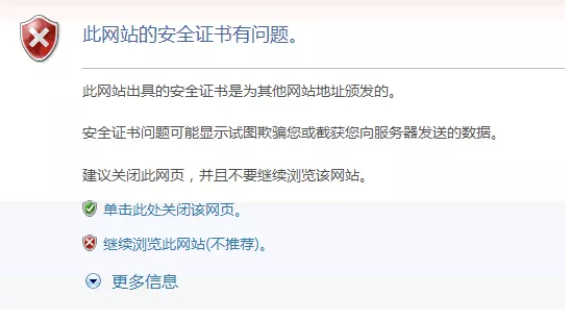 此网站的安全证书有问题。
此网站出具的安全证书是为其他网站地址颁发的。
安全证书问题可能显示试图欺骗您或截获您向服务器发送的数据。
建议关闭此网页，并且不要继续浏览该网站。
单击此处关闭该网页。
继续浏览此网站(不推荐)。
更多信息